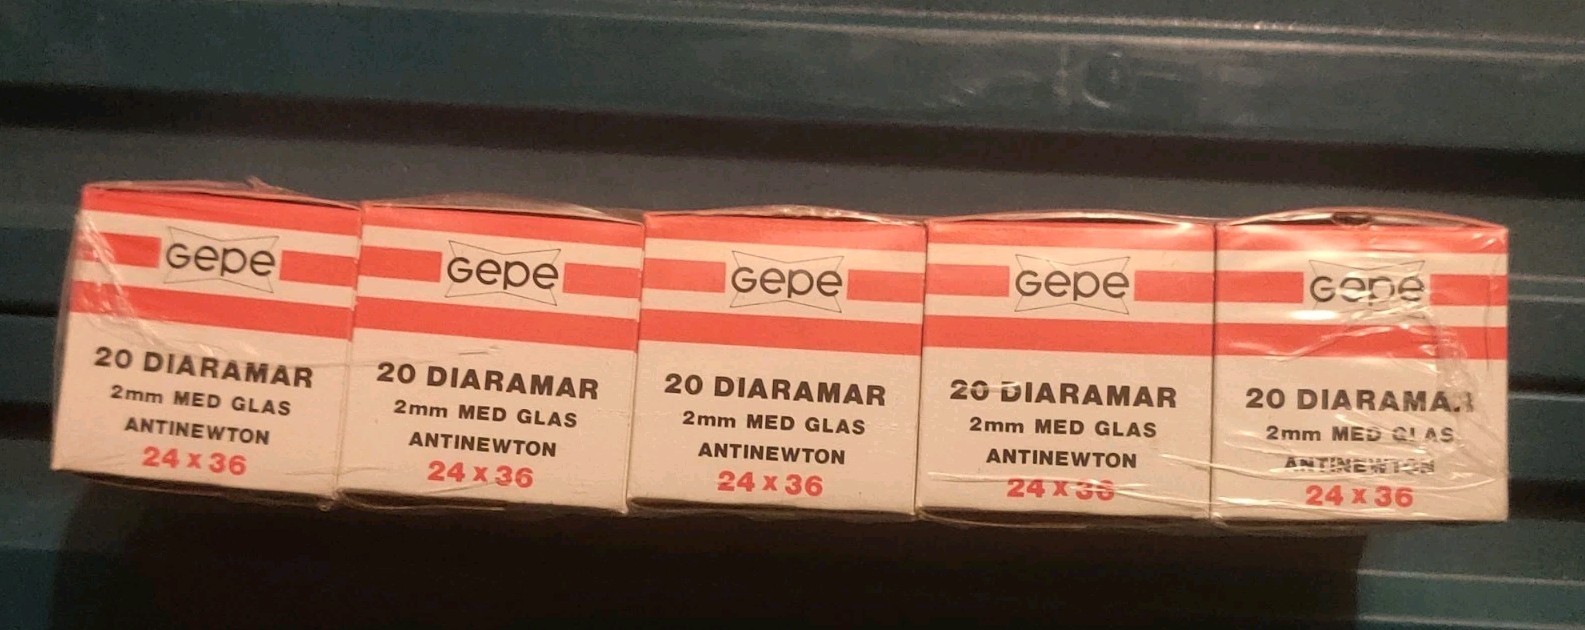 Gepe
20 DIARAMAR
2mm MED GLAS
ANTINEWTON
24 x 36
Gepe
20 DIARAMAR
2mm MED GLAS
ANTINEWTON
24 x 36
Gepe
20 DIARAMAR
2mm MED GLAS
ANTINEWTON
24 x 36
Gepe
20 DIARAMAR
2mm MED GLAS
ANTINEWTON
24 x 36
Gepe
20 DIARAMAR
2mm MED GLAS
ANTINEWTON
24 x 36